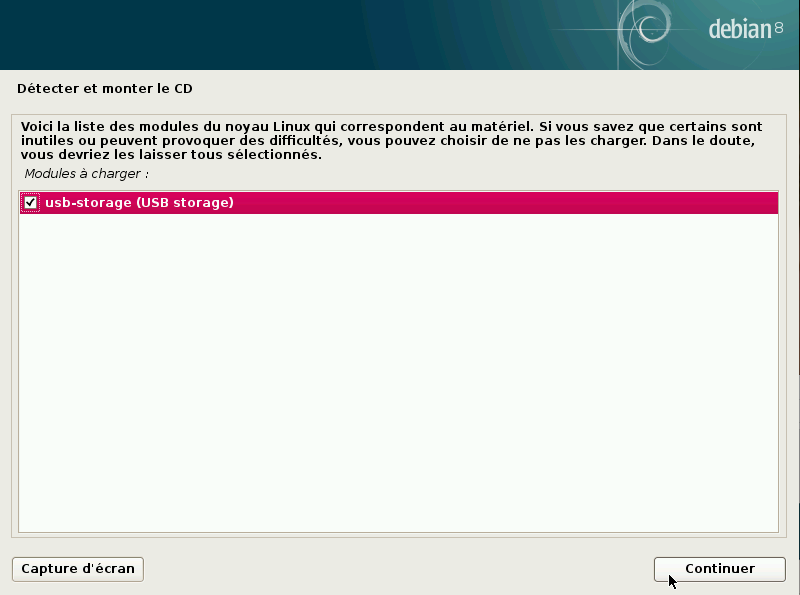 debian 8
Détecter et monter le CD
Voici la liste des modules du noyau Linux qui correspondent au matériel. Si vous savez que certains sont
inutiles ou peuvent provoquer des difficultés, vous pouvez choisir de ne pas les charger. Dans le doute,
vous devriez les laisser tous sélectionnés.
Modules à charger :
usb-storage (USB storage)
Capture d'écran
Continuer